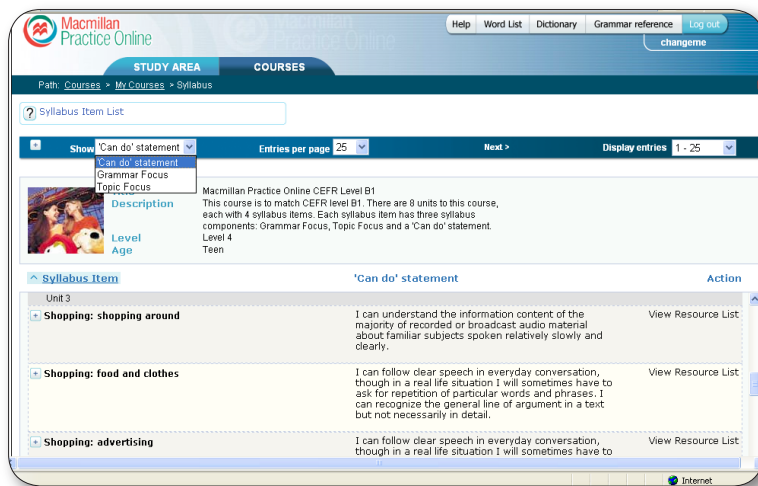 Macmillan
Practice Online
Help Word List Dictionary Grammar reference Log out
changeme
STUDY AREA COURSES
Path: Courses > My Courses > Syllabus
? Syllabus Item List
Show 'Can do' statement Entries per page 25 Next > Display entries 1 - 25
'Can do' statement
Grammar Focus
Topic Focus
Macmillan Practice Online CEFR Level B1
Description This course is to match CEFR level B1. There are 8 units to this course,
each with 4 syllabus items. Each syllabus item has three syllabus
components: Grammar Focus, Topic Focus and a 'Can do' statement.
Level Level 4
Age Teen
^ Syllabus Item 'Can do' statement Action
Unit 3
+ Shopping: shopping around I can understand the information content of the View Resource List
majority of recorded or broadcast audio material
about familiar subjects spoken relatively slowly and
clearly.
+ Shopping: food and clothes I can follow clear speech in everyday conversation, View Resource List
though in a real life situation I will sometimes have to
ask for repetition of particular words and phrases. I
can recognize the general line of argument in a text
but not necessarily in detail.
+ Shopping: advertising I can follow clear speech in everyday conversation, View Resource List
though in a real life situation I will sometimes have to
Internet